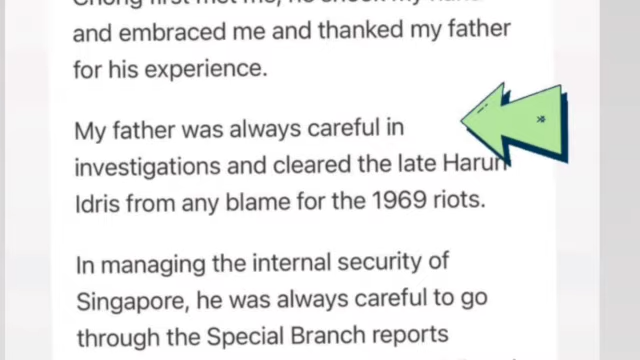 and embraced me and thanked my father
for his experience.
My father was always careful in
investigations and cleared the late Harun
Idris from any blame for the 1969 riots.
In managing the internal security of
Singapore, he was always careful to go
through the Special Branch reports